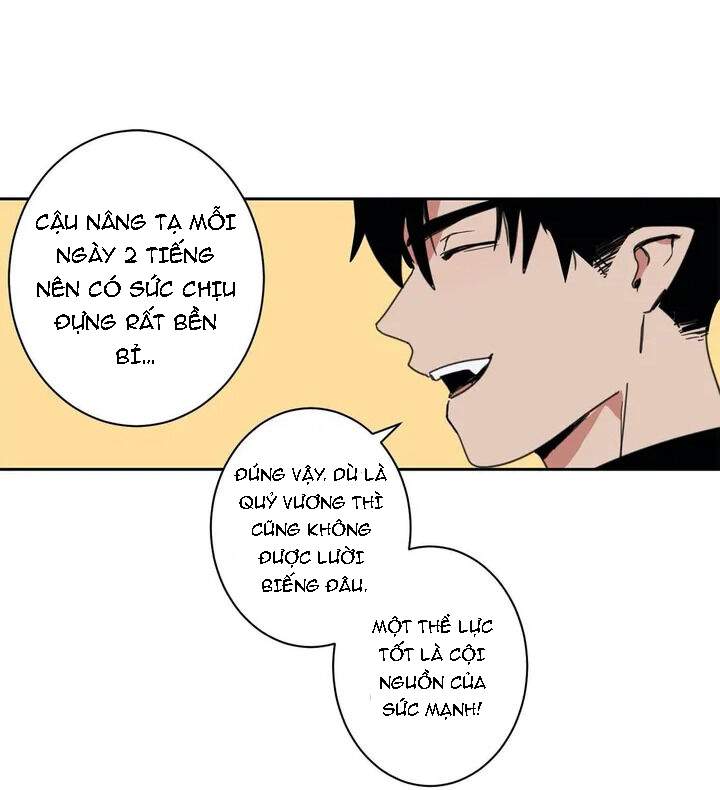 CẬU NÂNG TẠ MỖI
NGÀY 2 TIẾNG
NÊN CÓ SỨC CHỊU
ĐỰNG RẤT BỀN
BỈ...
ĐÚNG VẬY. DÙ LÀ
QUỶ VƯƠNG THÌ
CŨNG KHÔNG
ĐƯỢC LƯỜI
BIẾNG ĐÂU.
MỘT THỂ LỰC
TỐT LÀ CỘI
NGUỒN CỦA
SỨC MẠNH!